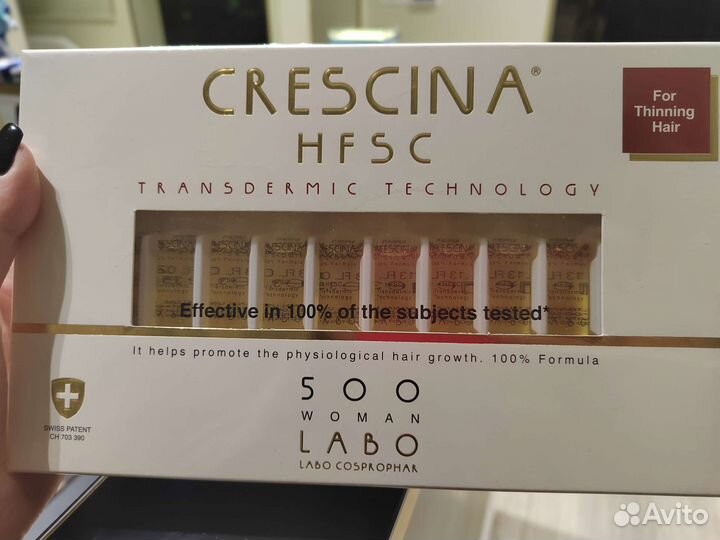 CRESCINA®
HFSC
TRANSDERMIC TECHNOLOGY
For
Thinning
Hair
Effective in 100% of the subjects tested*
It helps promote the physiological hair growth. 100% Formula
500
WOMAN
LABO
LABO COSPROPHAR
SWISS PATENT
CH 703 390
Avito